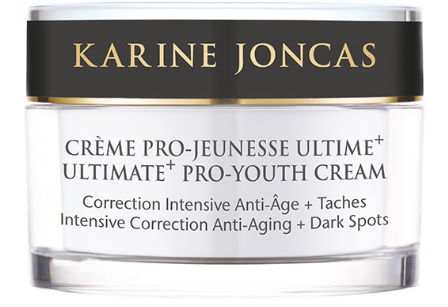 KARINE JONCAS
CRÈME PRO-JEUNESSE ULTIME⁺
ULTIMATE⁺ PRO-YOUTH CREAM
Correction Intensive Anti-Âge + Taches
Intensive Correction Anti-Aging + Dark Spots